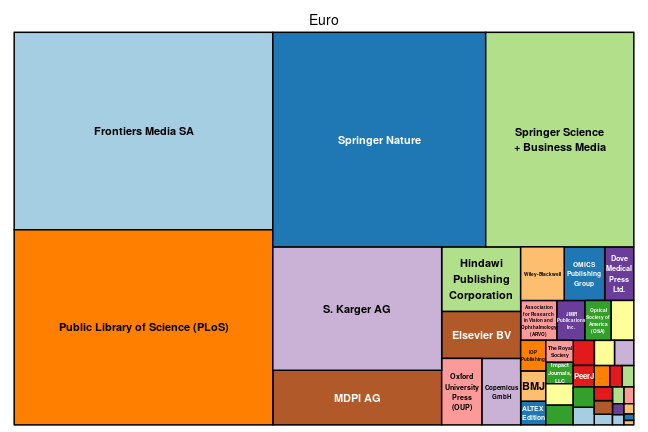 Euro
Frontiers Media SA
Springer Nature
Springer Science
+ Business Media
Public Library of Science (PLoS)
S. Karger AG
MDPI AG
Hindawi
Publishing
Corporation
Elsevier BV
Oxford
University
Press
(OUP)
Copernicus
GmbH
Wiley-Blackwell
OMICS
Publishing
Group
Dove
Medical
Press
Ltd.
Association
for Research
in Vision and
Ophthalmology
(ARVO)
JMIR
Publications
Inc.
Optical
Society of
America
(OSA)
IOP
Publishing
The Royal
Society
Impact
Journals,
LLC
PeerJ
BMJ
ALTEX
Edition